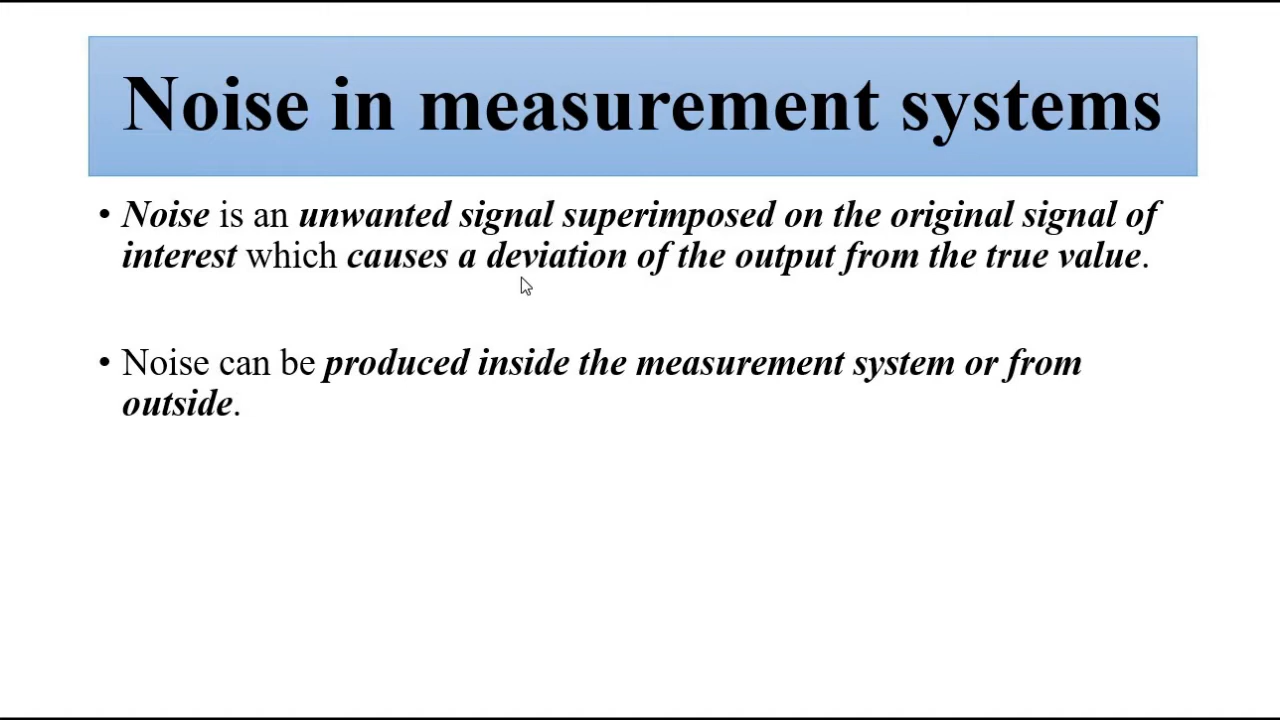 Noise in measurement systems
• Noise is an unwanted signal superimposed on the original signal of
interest which causes a deviation of the output from the true value.
• Noise can be produced inside the measurement system or from
outside.